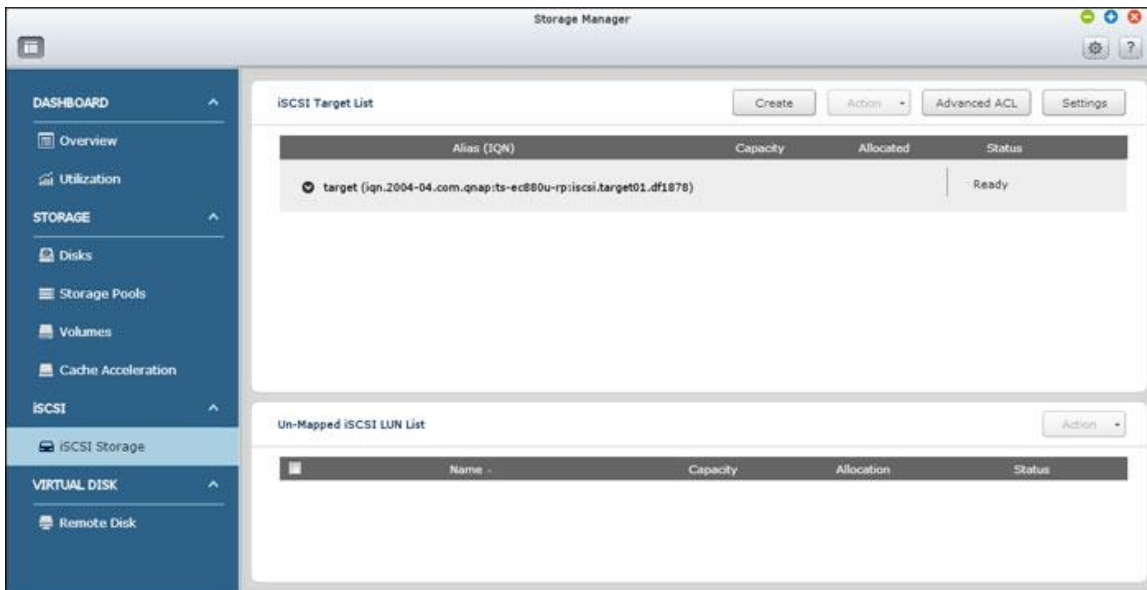 Storage Manager
?
DASHBOARD
Overview
Utilization
STORAGE
Disks
Storage Pools
Volumes
Cache Acceleration
iSCSI
iSCSI Storage
VIRTUAL DISK
Remote Disk
iSCSI Target List
Create
Action
Advanced ACL
Settings
Alias (IQN) Capacity Allocated Status
target (iqn.2004-04.com.qnap:ts-ec880u-rp:iscsi.target01.df1878) Ready
Un-Mapped iSCSI LUN List
Action
Name Capacity Allocation Status